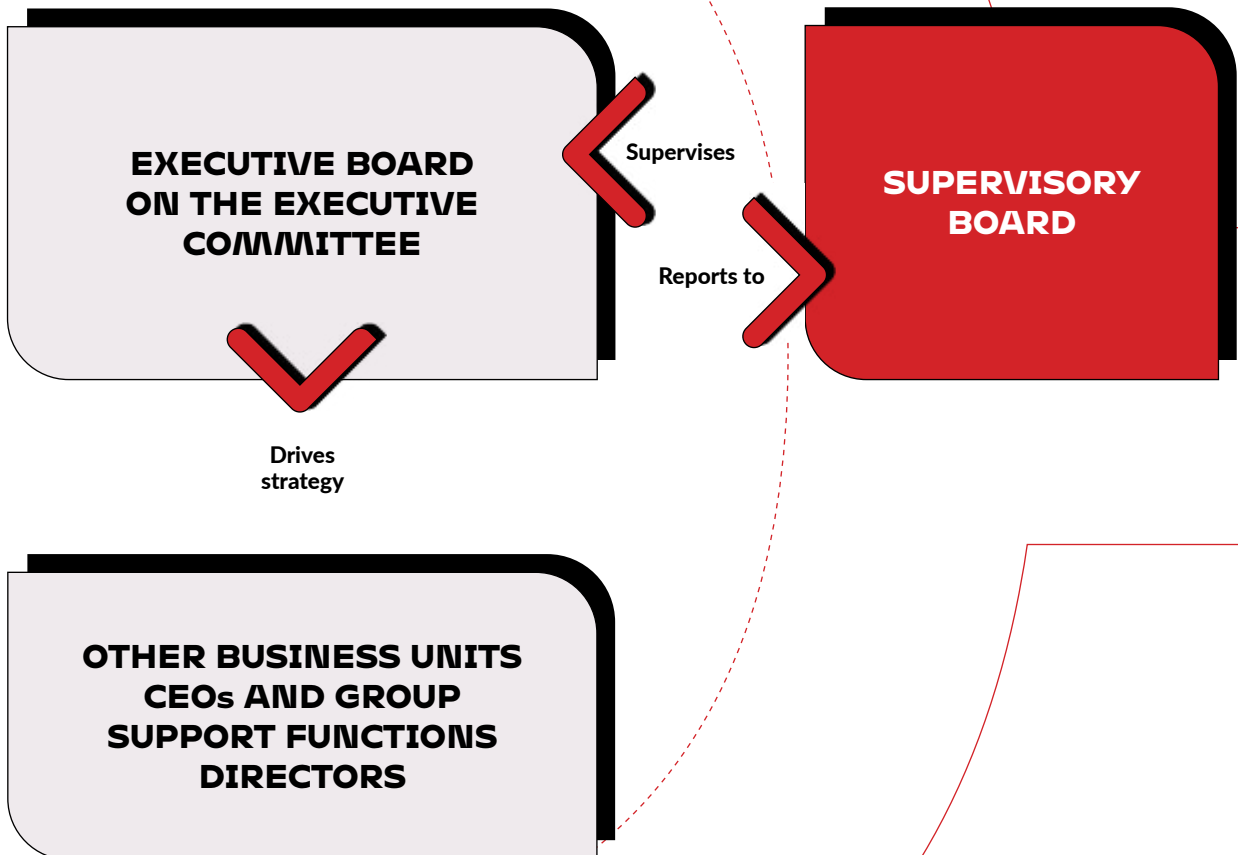 EXECUTIVE BOARD
ON THE EXECUTIVE
COMMITTEE
Supervises
SUPERVISORY
BOARD
Reports to
Drives
strategy
OTHER BUSINESS UNITS
CEOs AND GROUP
SUPPORT FUNCTIONS
DIRECTORS